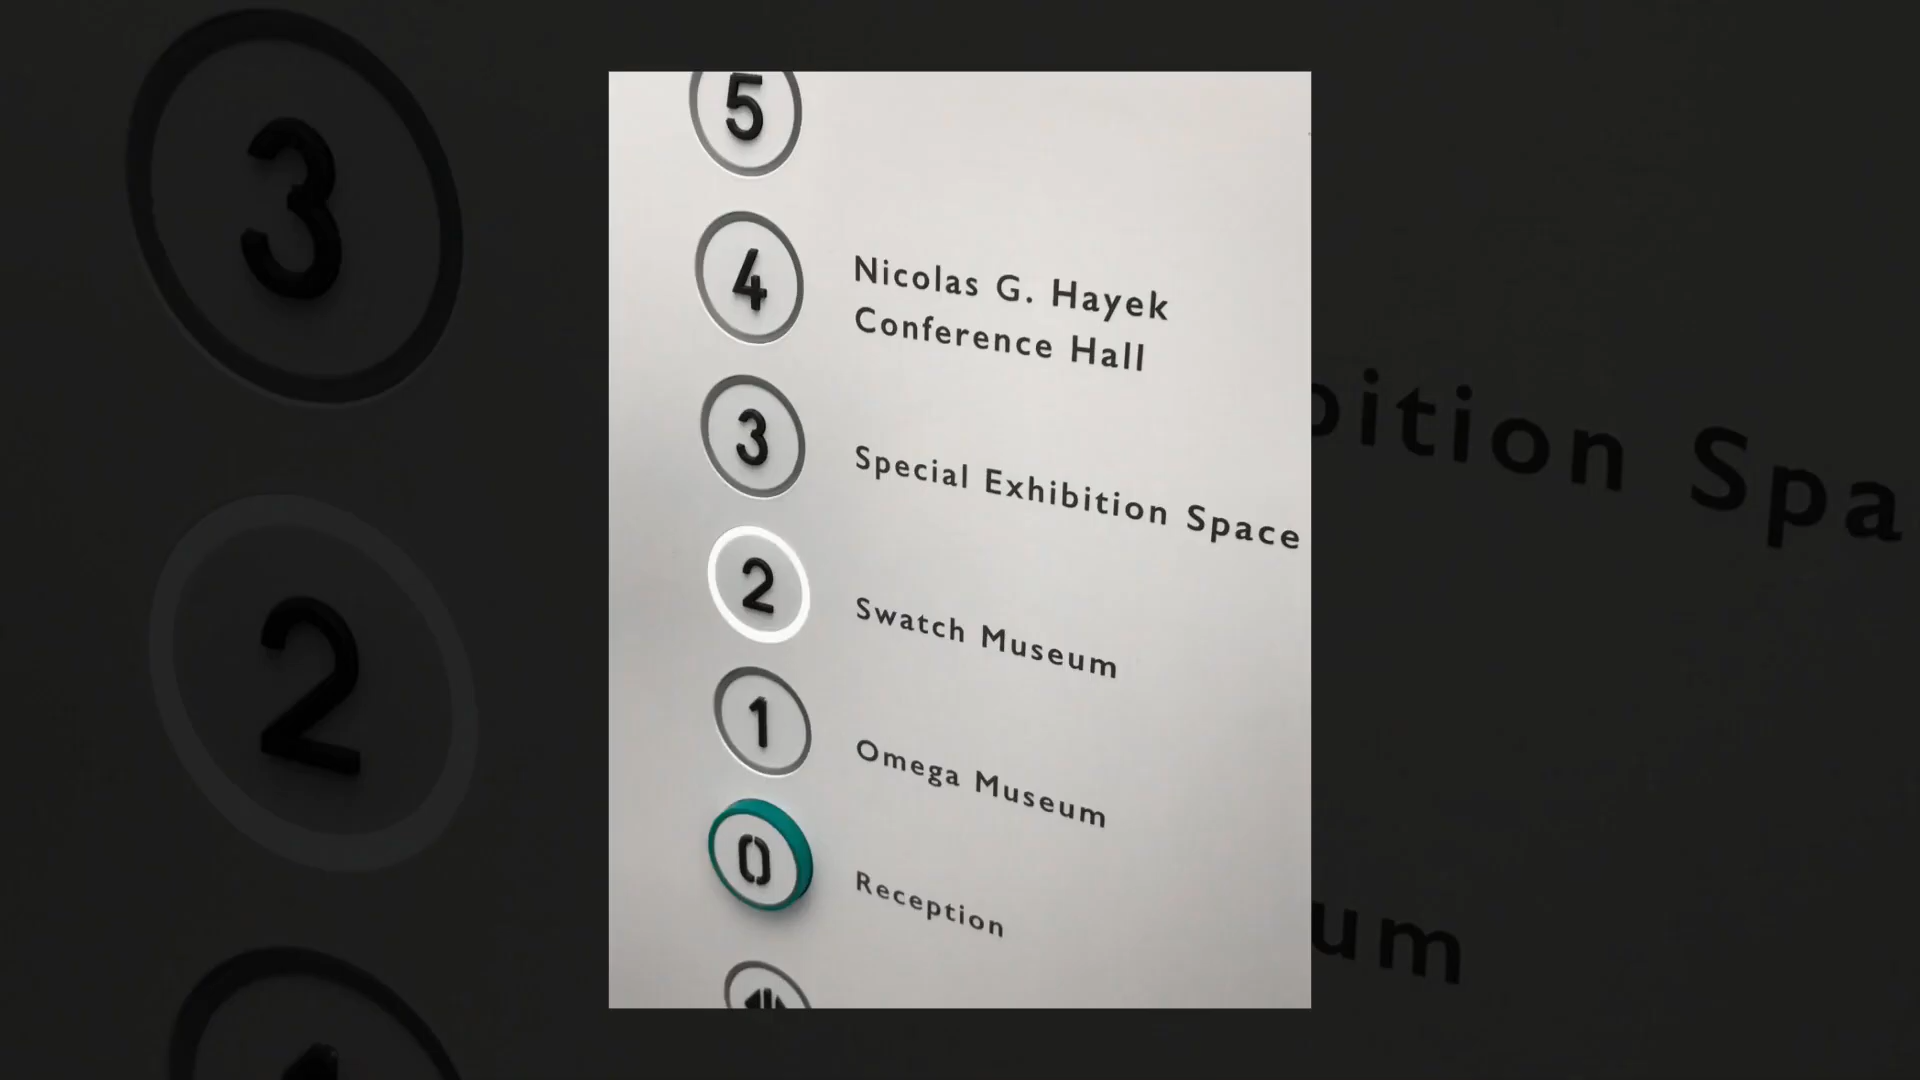 5
4 Nicolas G. Hayek
Conference Hall
3 Special Exhibition Space
2 Swatch Museum
1 Omega Museum
0 Reception